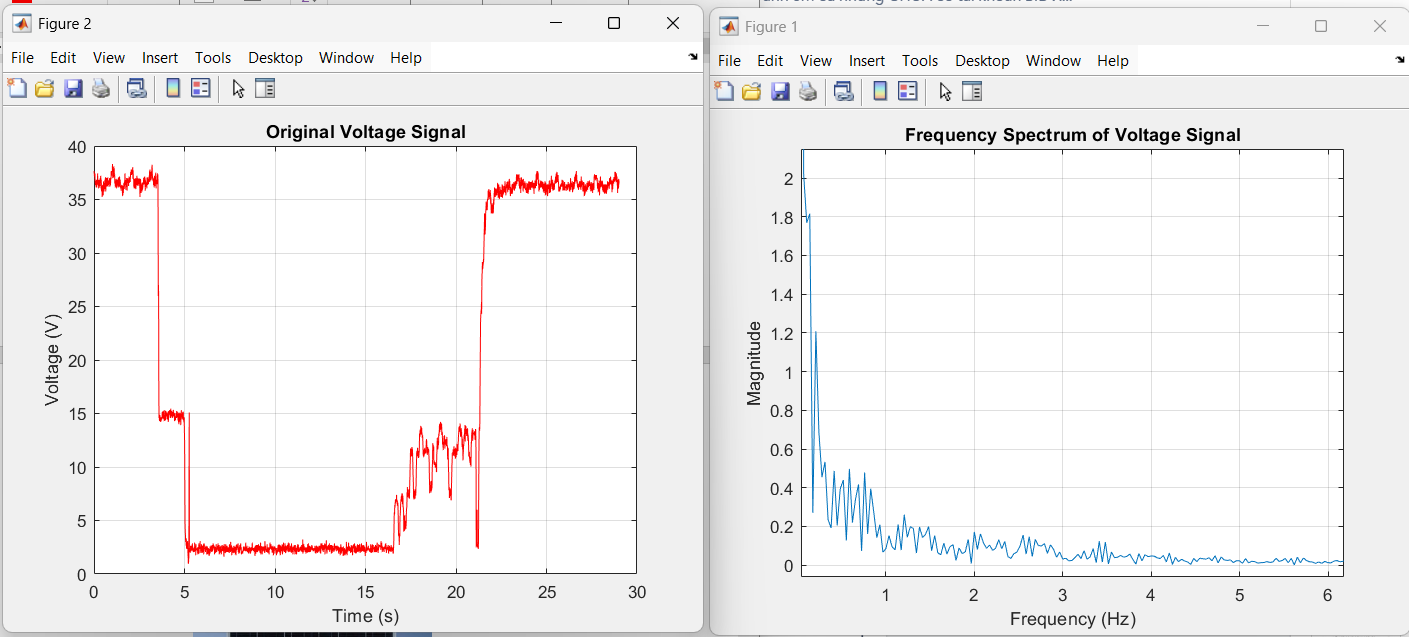 Figure 2
File Edit View Insert Tools Desktop Window Help
Original Voltage Signal
40
35
30
25
20
15
10
5
0
Voltage (V)
0 5 10 15 20 25 30
Time (s)
Figure 1
File Edit View Insert Tools Desktop Window Help
Frequency Spectrum of Voltage Signal
2
1.8
1.6
1.4
1.2
1
0.8
0.6
0.4
0.2
0
Magnitude
1 2 3 4 5 6
Frequency (Hz)